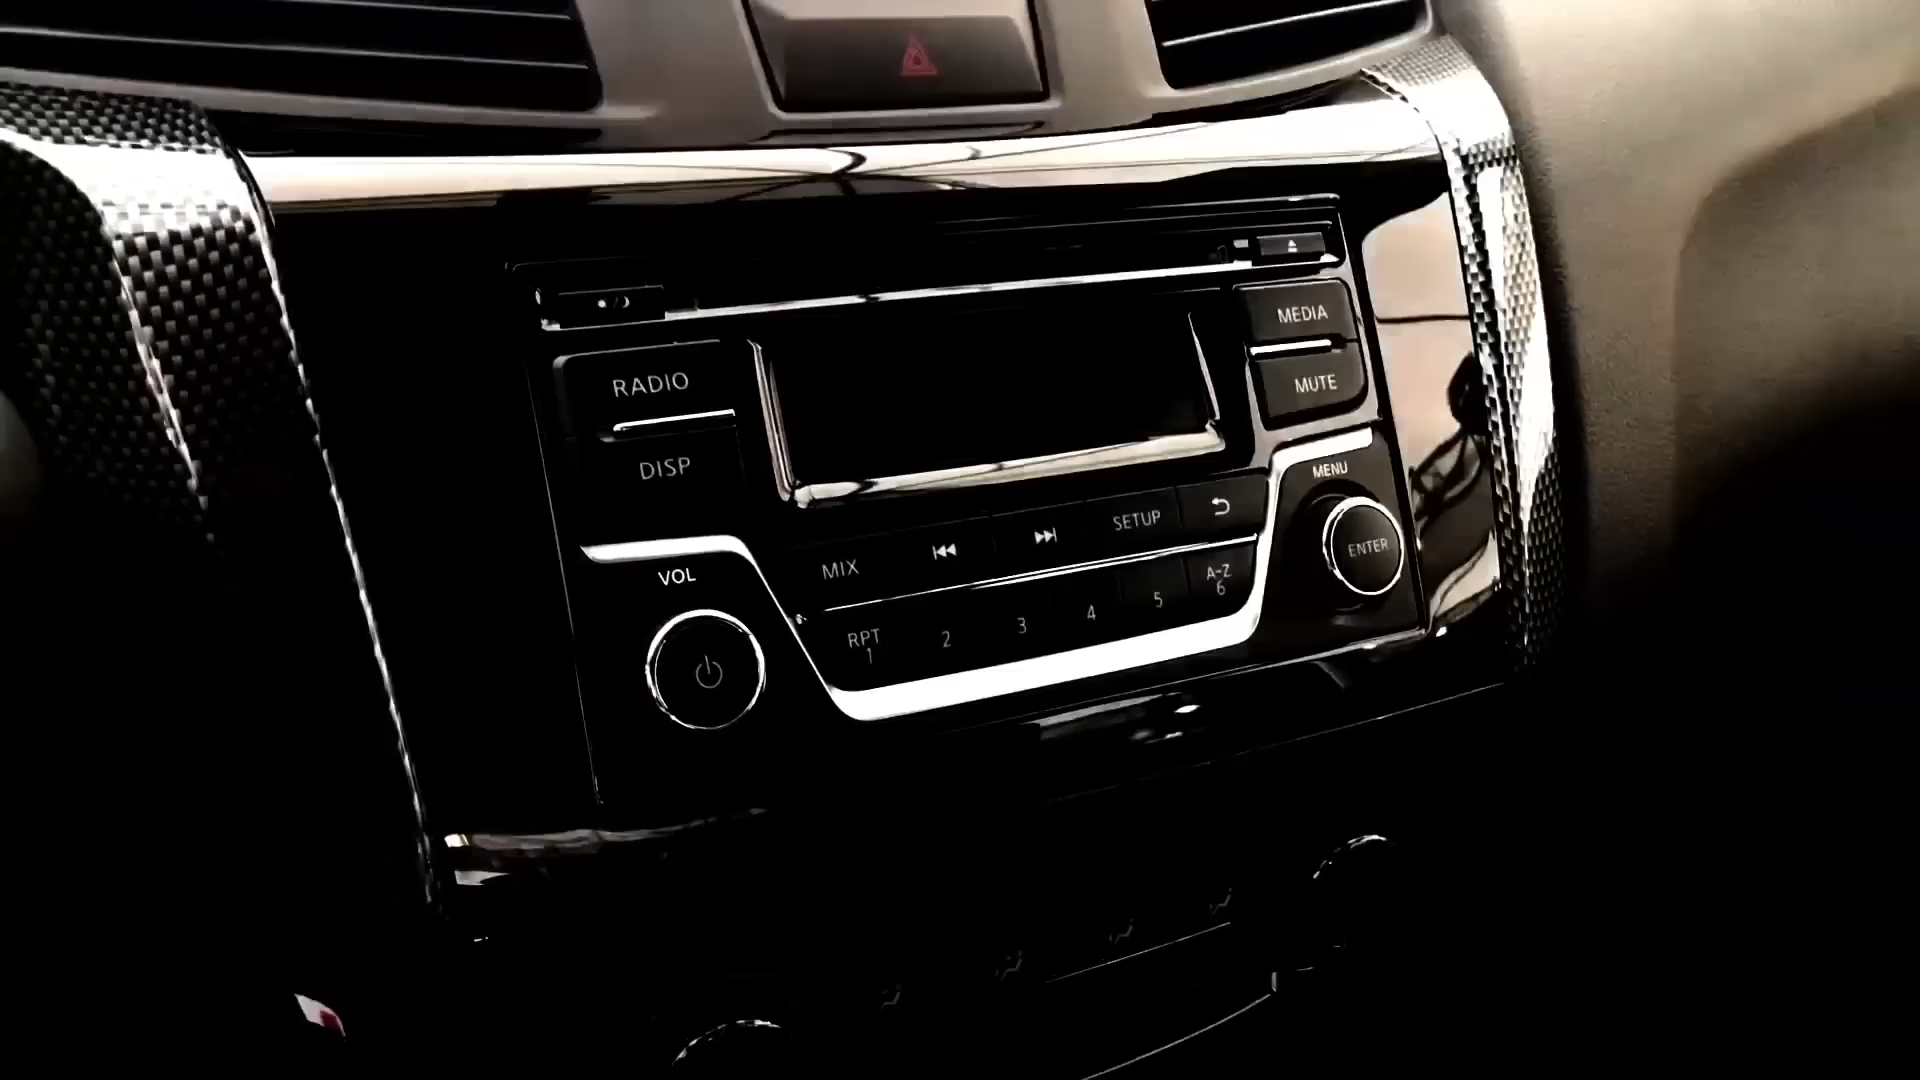 MEDIA
RADIO
MUTE
DISP
MENU
SETUP
ENTER
MIX
VOL
RPT
1
2
3
4
5
A-Z
6